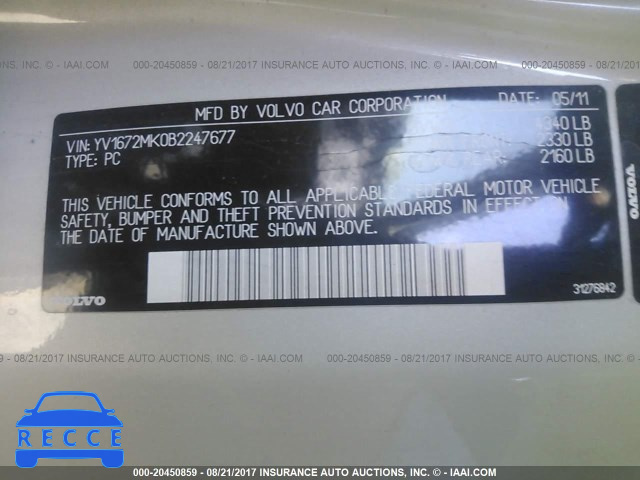 000-20450859 - 08/21/2017 INSURANCE AUTO AUCTIONS, INC. - IAAI.COM
MFD BY VOLVO CAR CORPORATION DATE: 05/11
VIN: YV1672MK0B2247677
TYPE: PC
2330 LB
2160 LB
THIS VEHICLE CONFORMS TO ALL APPLICABLE FEDERAL MOTOR VEHICLE
SAFETY, BUMPER AND THEFT PREVENTION STANDARDS IN EFFECT ON
THE DATE OF MANUFACTURE SHOWN ABOVE.
VOLVO
31276842
VOLVO
000-20450859 - 08/21/2017 INSURANCE AUTO AUCTIONS, INC. - IAAI.COM
RECCE
000-20450859 - 08/21/2017 INSURANCE AUTO AUCTIONS, INC. - IAAI.COM